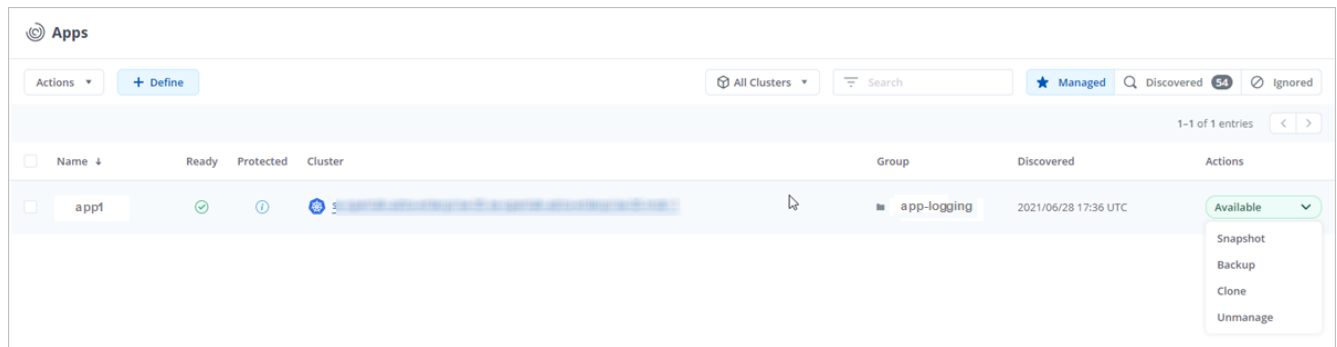 Apps
Actions + Define All Clusters Search Managed Discovered 54 Ignored
1–1 of 1 entries
Name ↓ Ready Protected Cluster Group Discovered Actions
app1 app-logging 2021/06/28 17:36 UTC Available
Snapshot
Backup
Clone
Unmanage